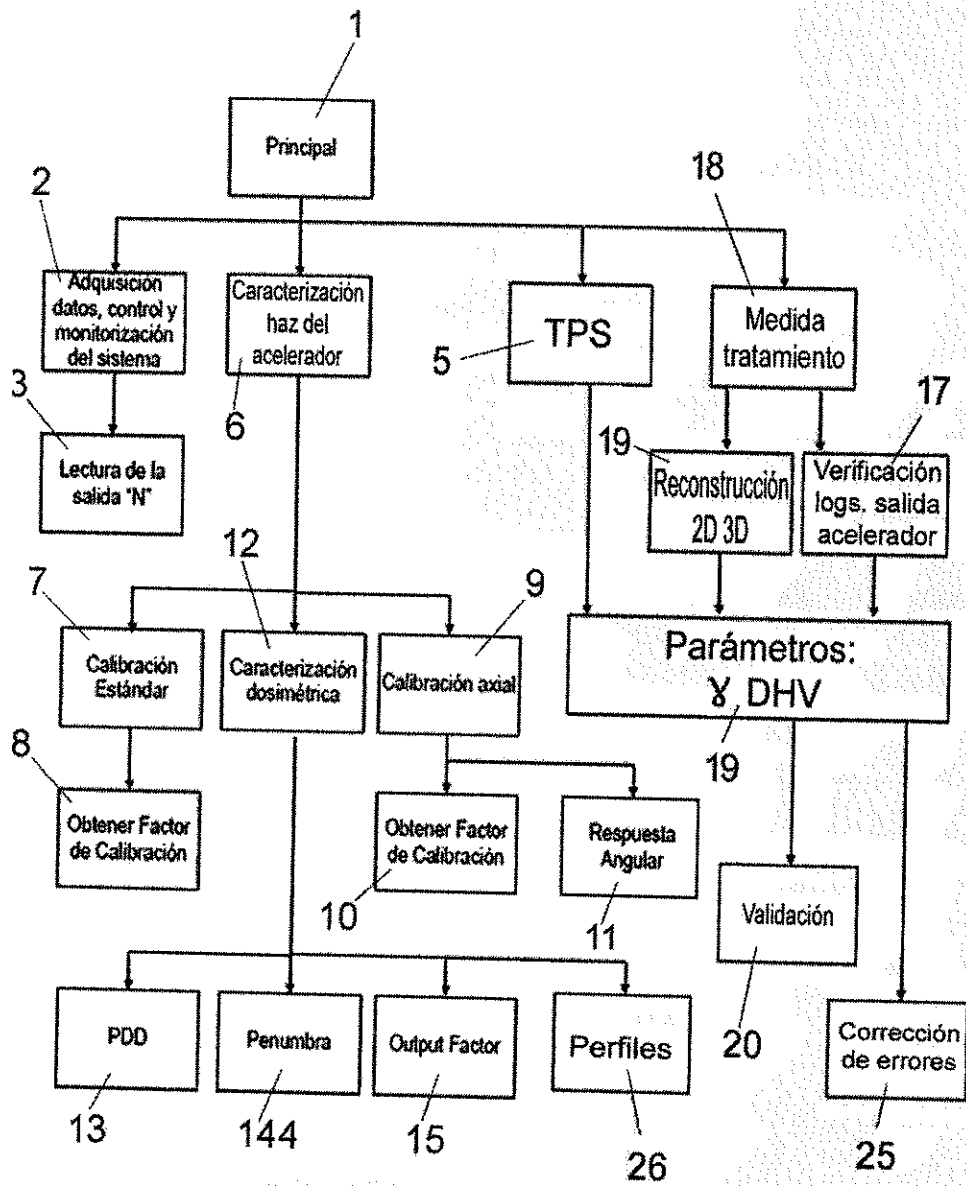 1
Principal
2
18
Adquisición
datos, control y
monitorización
del sistema
Caracterización
haz del
acelerador
TPS
5
Medida
tratamiento
3
6
17
Lectura de la
salida "N"
19
Reconstrucción
2D 3D
Verificación
logs. salida
acelerador
7
12
9
Calibración
Estándar
Caracterización
dosimétrica
Calibración axial
Parámetros:
ɣ DHV
19
8
Obtener Factor
de Calibración
Obtener Factor
de Calibración
Respuesta
Angular
10
11
Validación
20
PDD
Penumbra
Output Factor
Perfiles
Corrección
de errores
13
144
15
26
25